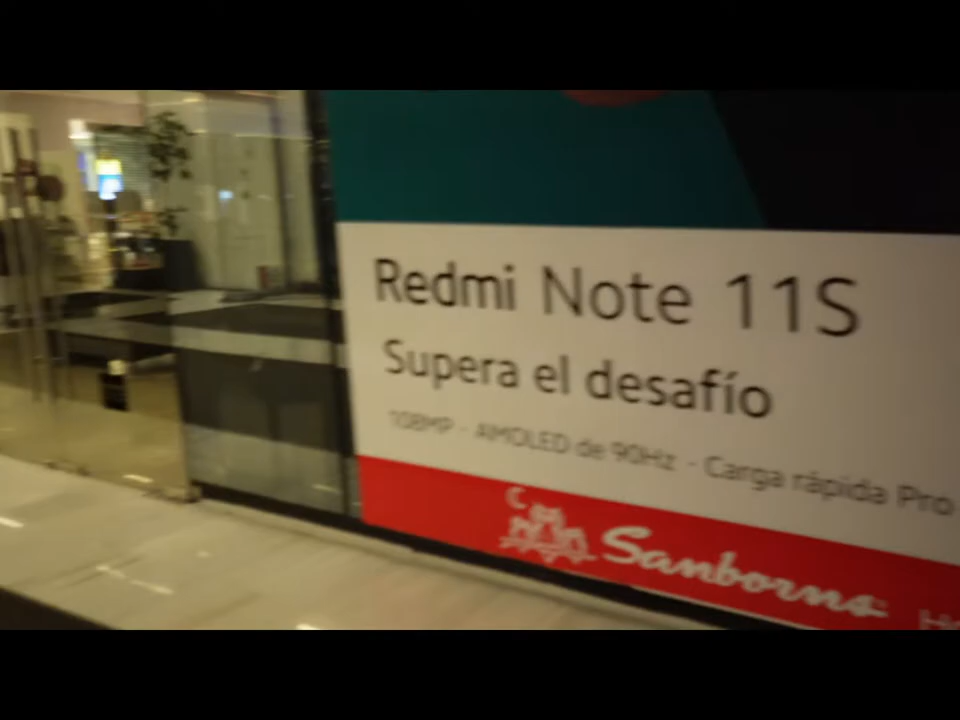 Redmi Note 11S
Supera el desafío
108MP · AMOLED de 90Hz · Carga rápida Pro
Sanborns